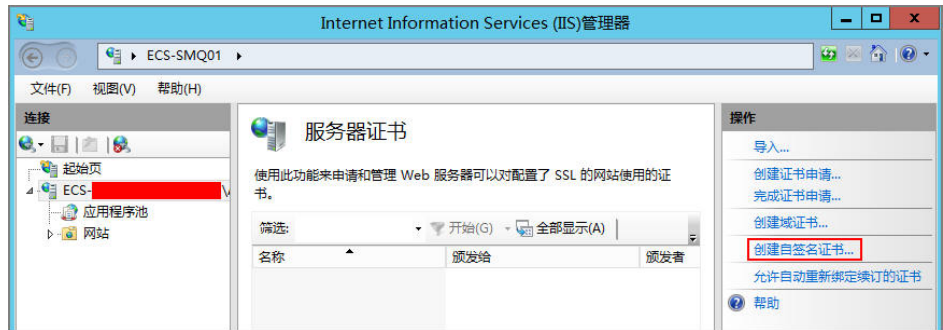 Internet Information Services (IIS)管理器
ECS-SMQ01
文件(F) 视图(V) 帮助(H)
连接
起始页
ECS-
应用程序池
网站
服务器证书
使用此功能来申请和管理 Web 服务器可以对配置了 SSL 的网站使用的证
书。
筛选: 开始(G) 全部显示(A)
名称 颁发给 颁发者
操作
导入...
创建证书申请...
完成证书申请...
创建域证书...
创建自签名证书...
允许自动重新绑定续订的证书
帮助